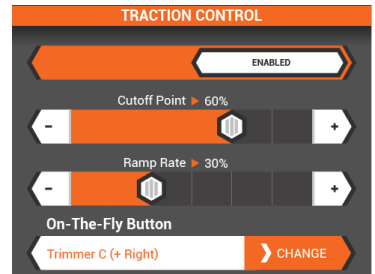 TRACTION CONTROL
ENABLED
Cutoff Point ▶ 60%
- +
Ramp Rate ▶ 30%
- +
On-The-Fly Button
Trimmer C (+ Right) ❯ CHANGE